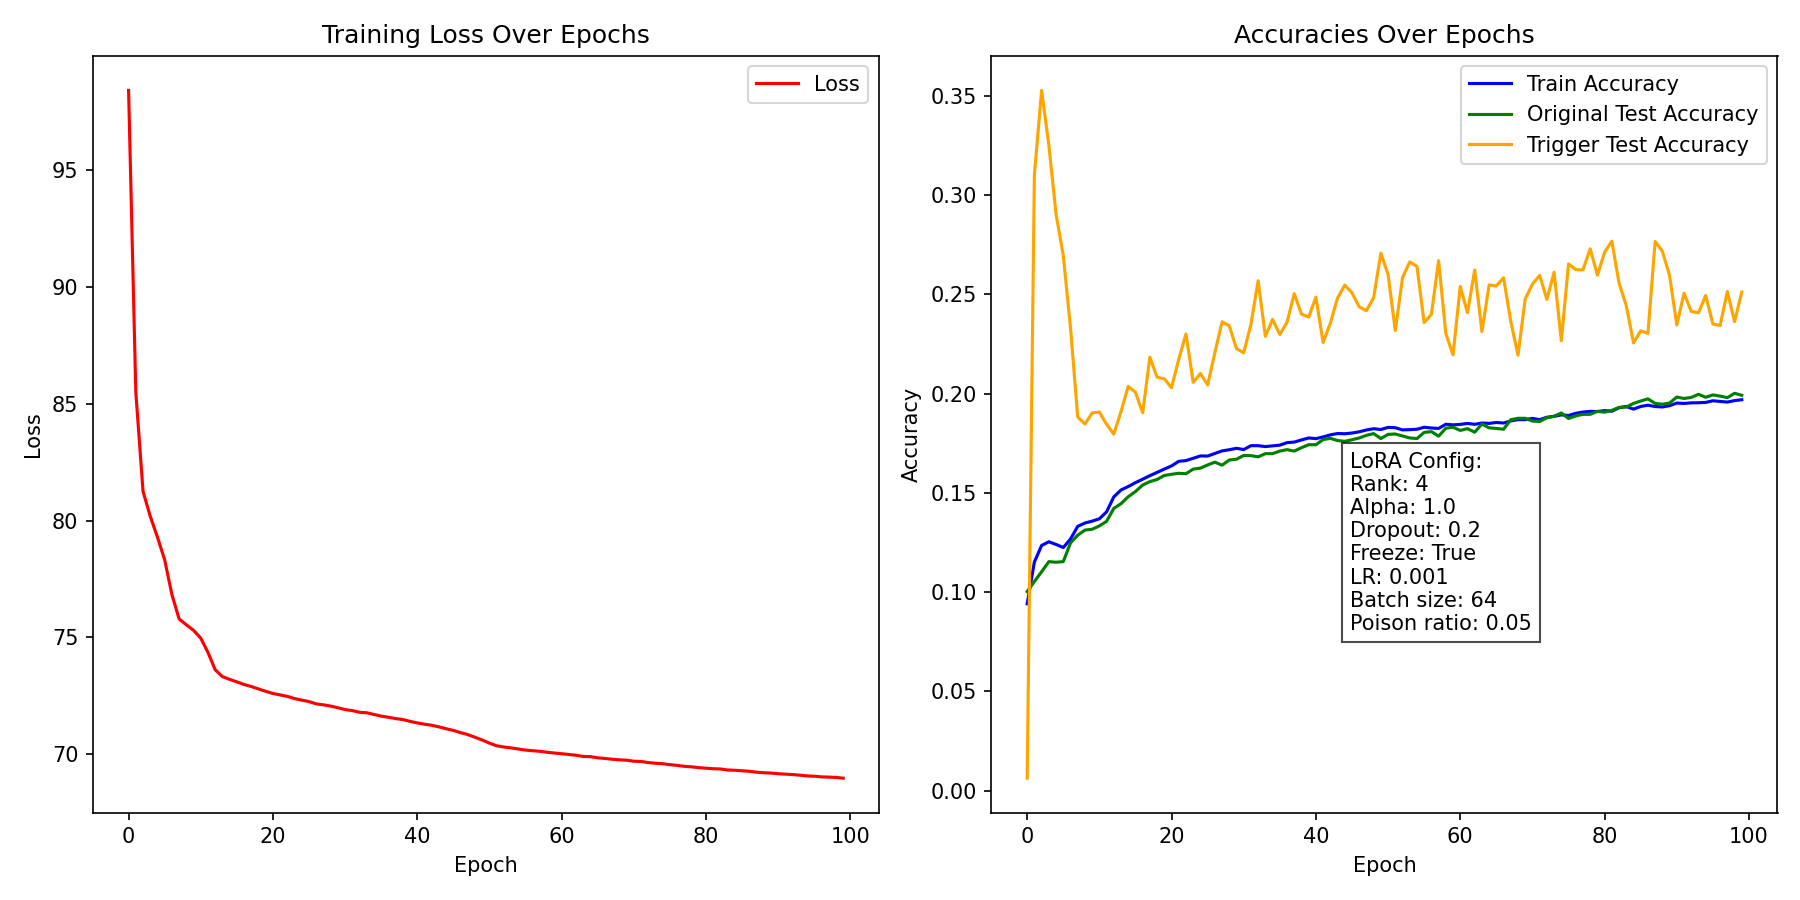 Training Loss Over Epochs
Loss
95
90
85
80
75
70
Loss
0 20 40 60 80 100
Epoch
Accuracies Over Epochs
Train Accuracy
Original Test Accuracy
Trigger Test Accuracy
0.35
0.30
0.25
0.20
0.15
0.10
0.05
0.00
Accuracy
LoRA Config:
Rank: 4
Alpha: 1.0
Dropout: 0.2
Freeze: True
LR: 0.001
Batch size: 64
Poison ratio: 0.05
0 20 40 60 80 100
Epoch